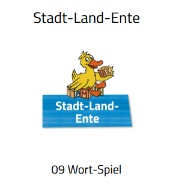 Stadt-Land-Ente
Stadt-Land-
Ente
09 Wort-Spiel